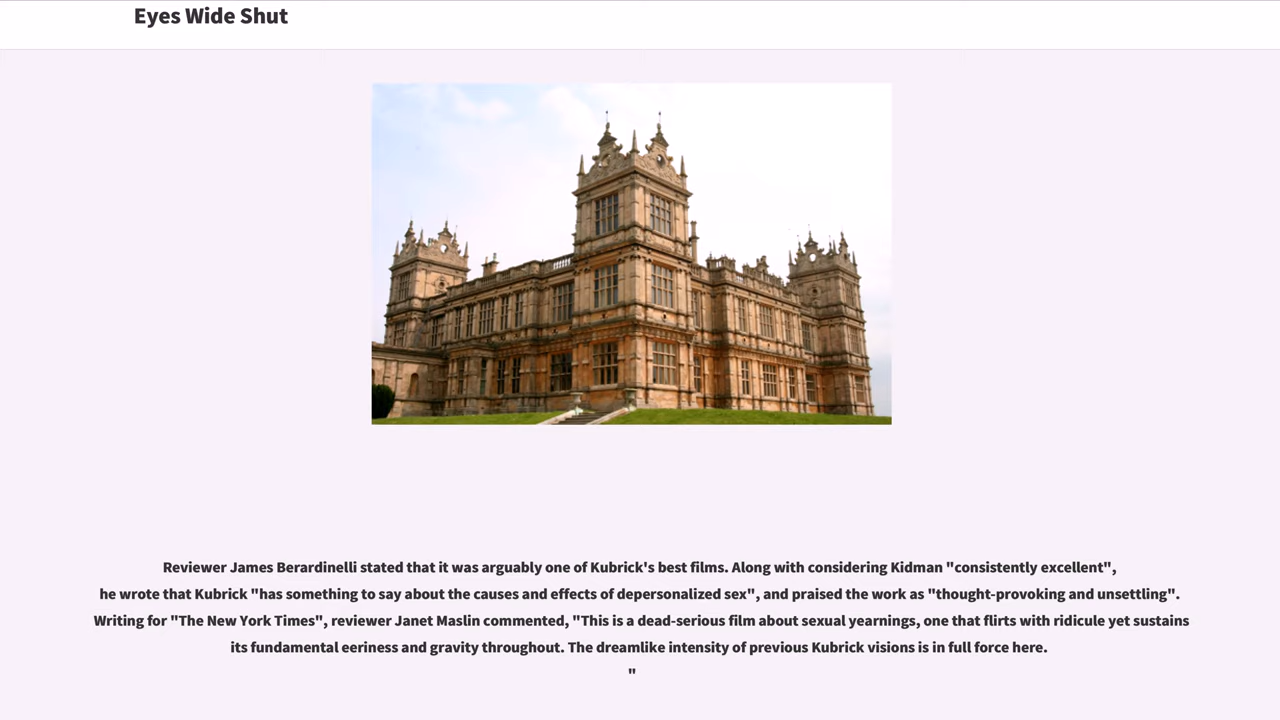 Eyes Wide Shut
Reviewer James Berardinelli stated that it was arguably one of Kubrick's best films. Along with considering Kidman "consistently excellent",
he wrote that Kubrick "has something to say about the causes and effects of depersonalized sex", and praised the work as "thought-provoking and unsettling".
Writing for "The New York Times", reviewer Janet Maslin commented, "This is a dead-serious film about sexual yearnings, one that flirts with ridicule yet sustains
its fundamental eeriness and gravity throughout. The dreamlike intensity of previous Kubrick visions is in full force here.
"